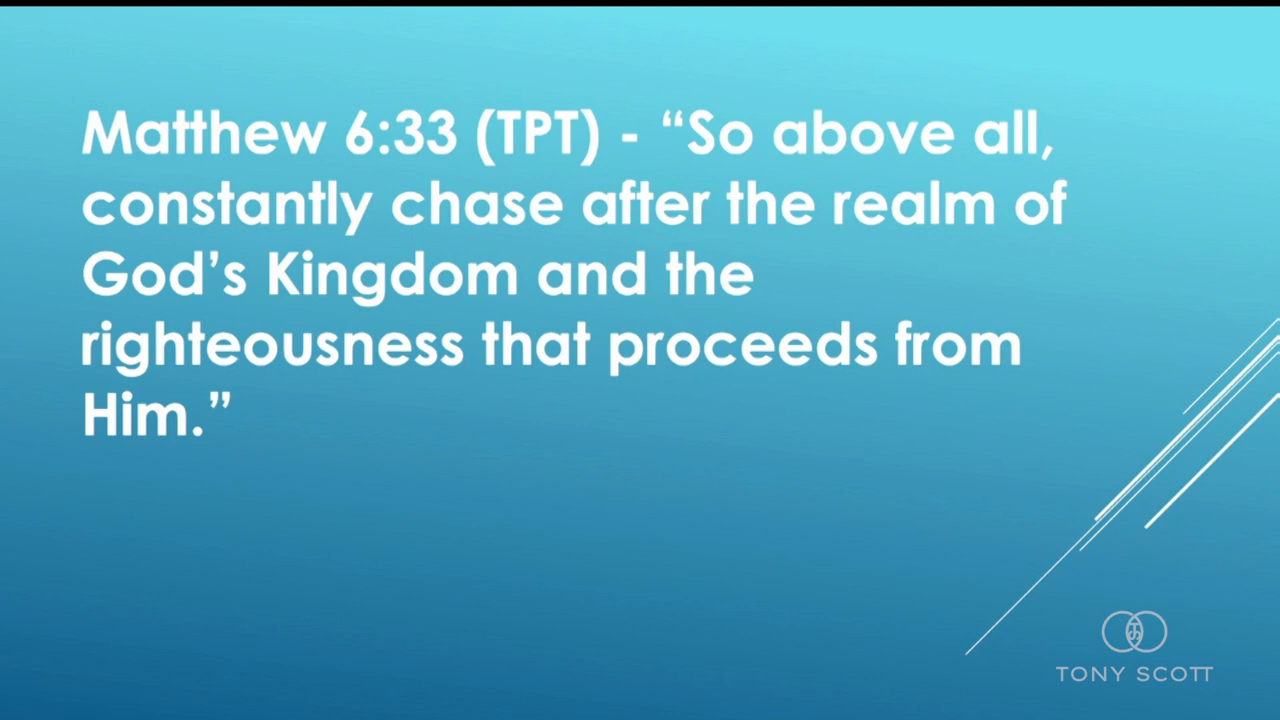 Matthew 6:33 (TPT) - “So above all,
constantly chase after the realm of
God’s Kingdom and the
righteousness that proceeds from
Him.”
TS
TONY SCOTT